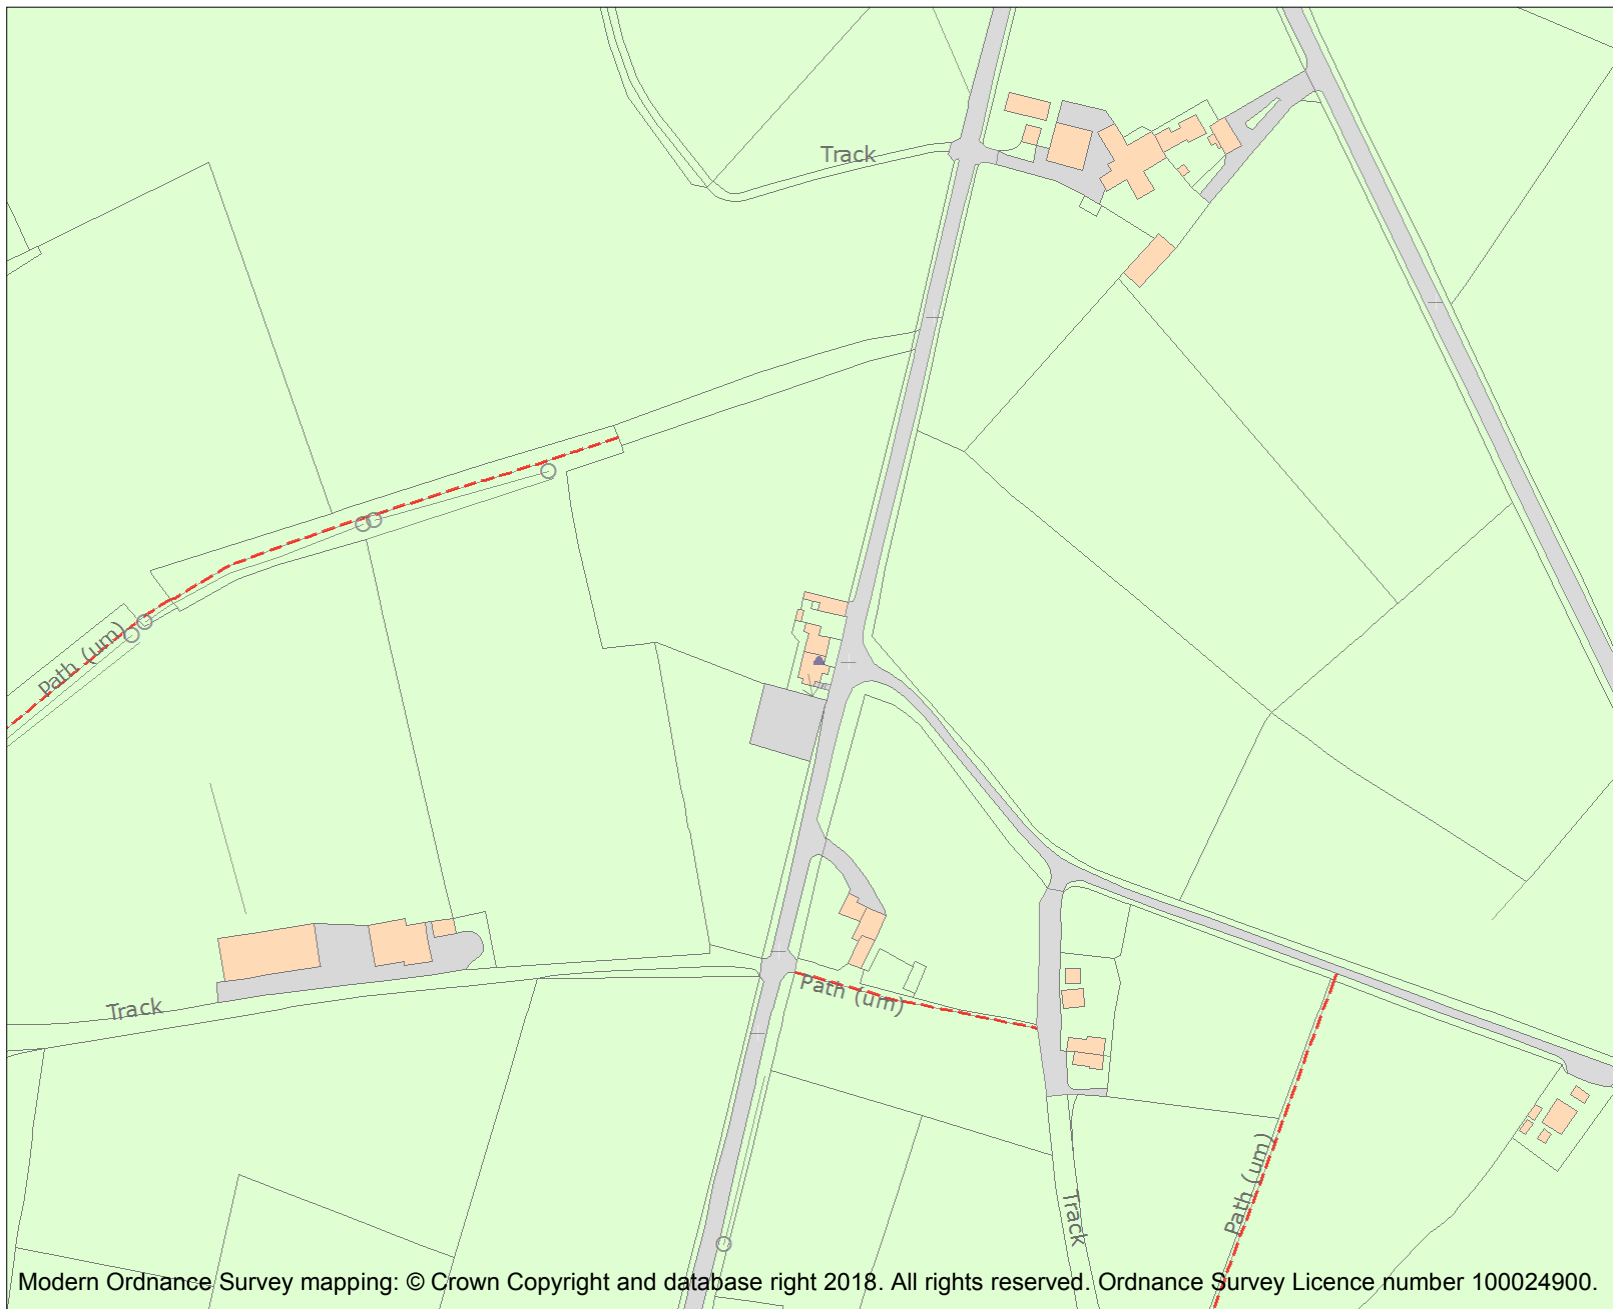 Track
Path (um)
Track
Path (um)
Track
Path (um)
Modern Ordnance Survey mapping: © Crown Copyright and database right 2018. All rights reserved. Ordnance Survey Licence number 100024900.